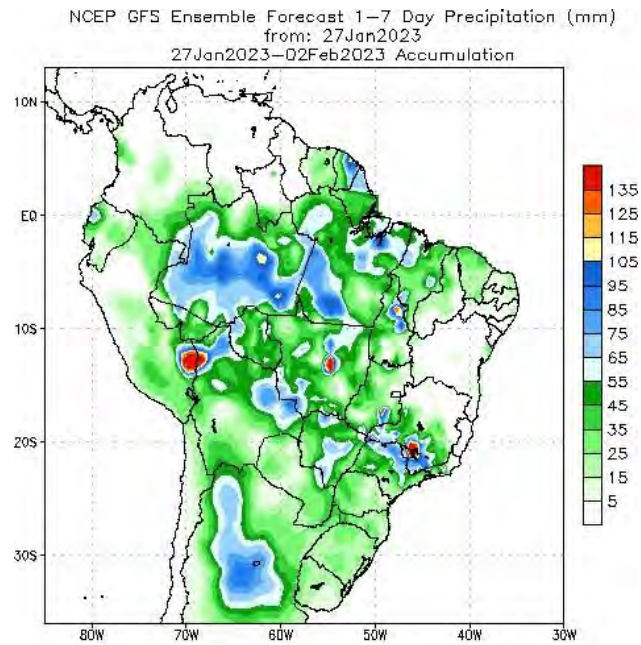 NCEP GFS Ensemble Forecast 1–7 Day Precipitation (mm)
from: 27Jan2023
27Jan2023–02Feb2023 Accumulation
10N
EQ
10S
20S
30S
80W
70W
60W
50W
40W
30W
135
125
115
105
95
85
75
65
55
45
35
25
15
5